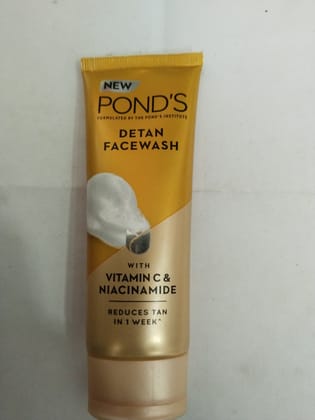 NEW
POND'S
FORMULATED BY THE POND'S INSTITUTE
DETAN
FACEWASH
WITH
VITAMIN C &
NIACINAMIDE
REDUCES TAN
IN 1 WEEK^